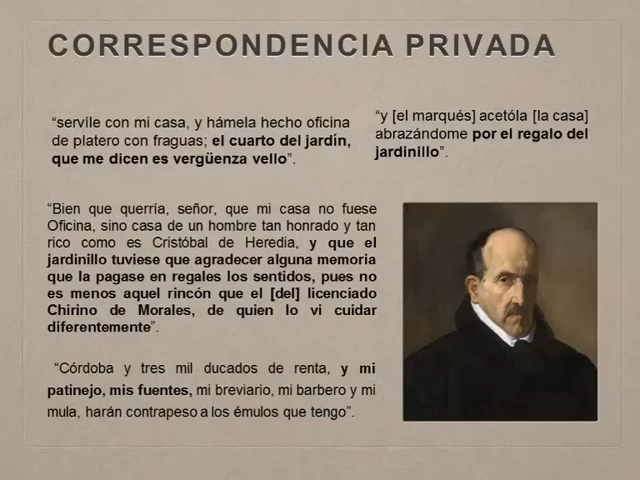 CORRESPONDENCIA PRIVADA
“servíle con mi casa, y hámela hecho oficina
de platero con fraguas; el cuarto del jardín,
que me dicen es vergüenza vello”.
“y [el marqués] acetóla [la casa]
abrazándome por el regalo del
jardinillo”.
“Bien que querría, señor, que mi casa no fuese
Oficina, sino casa de un hombre tan honrado y tan
rico como es Cristóbal de Heredia, y que el
jardinillo tuviese que agradecer alguna memoria
que la pagase en regales los sentidos, pues no
es menos aquel rincón que el [del] licenciado
Chirino de Morales, de quien lo vi cuidar
diferentemente”.
“Córdoba y tres mil ducados de renta, y mi
patinejo, mis fuentes, mi breviario, mi barbero y mi
mula, harán contrapeso a los émulos que tengo”.